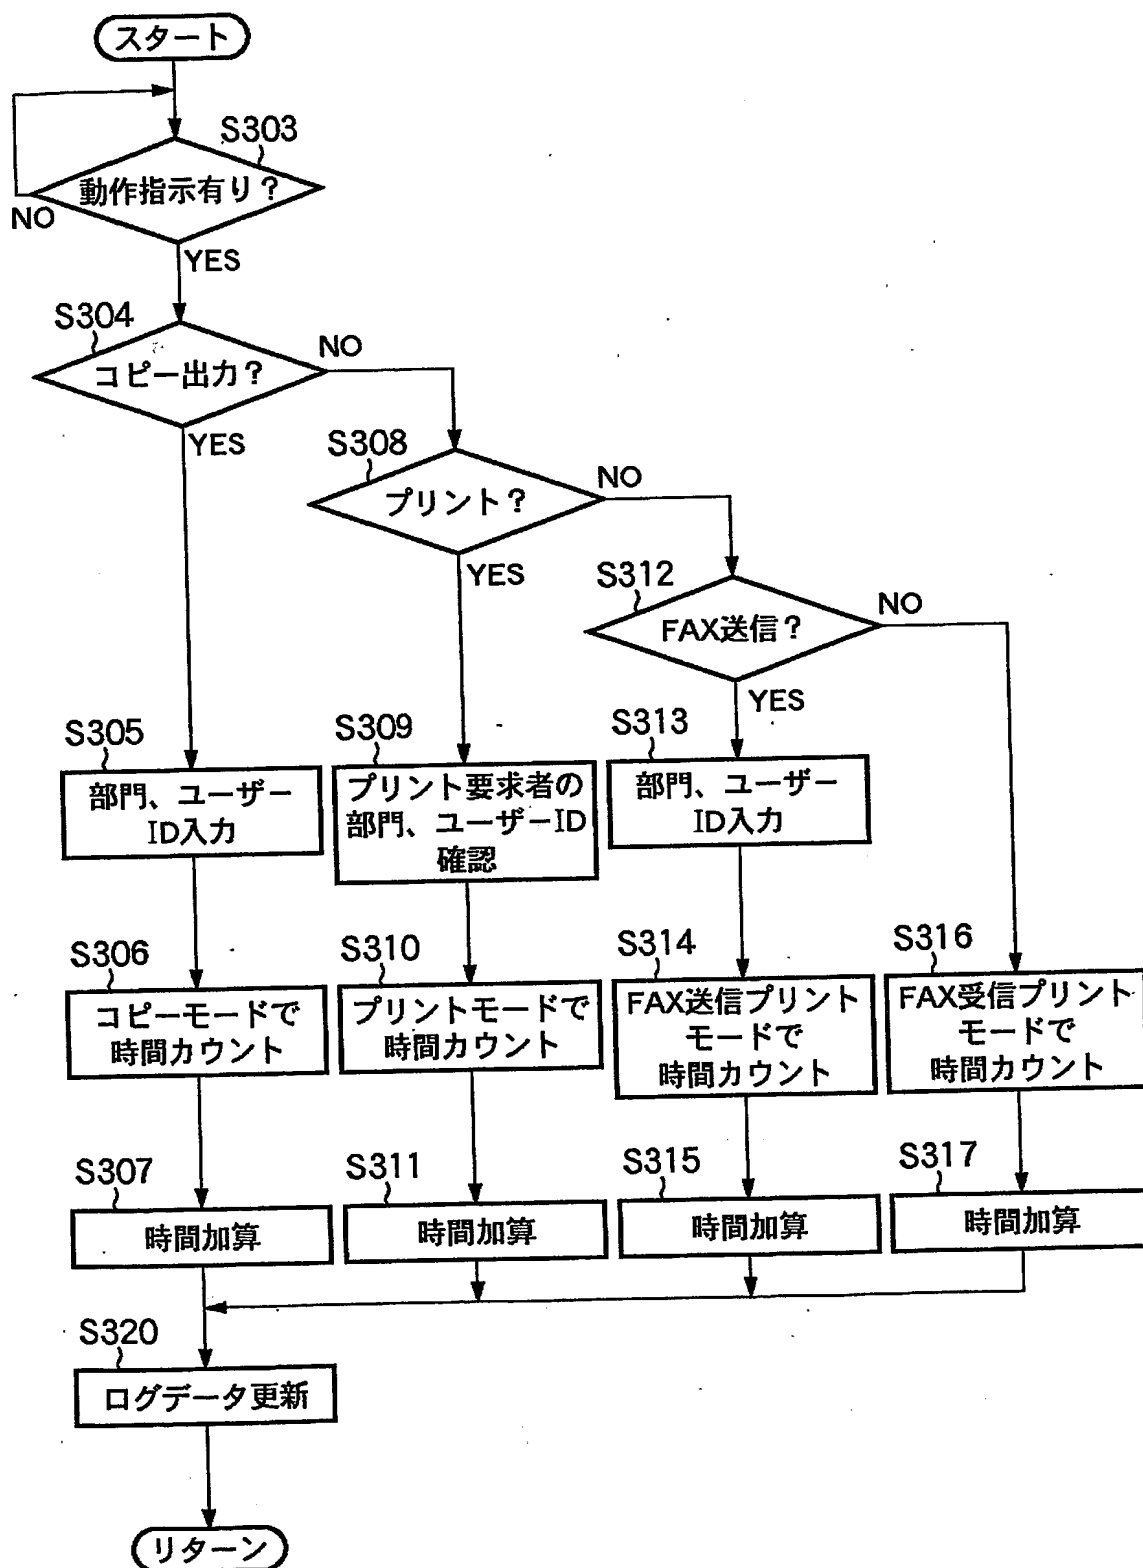 スタート
S303
動作指示有り？
NO
YES
S304
コピー出力？
NO
YES
S308
プリント？
NO
YES
S312
FAX送信？
NO
YES
S305
部門、ユーザー
ID入力
S309
プリント要求者の
部門、ユーザーID
確認
S313
部門、ユーザー
ID入力
S306
コピーモードで
時間カウント
S310
プリントモードで
時間カウント
S314
FAX送信プリント
モードで
時間カウント
S316
FAX受信プリント
モードで
時間カウント
S307
時間加算
S311
時間加算
S315
時間加算
S317
時間加算
S320
ログデータ更新
リターン